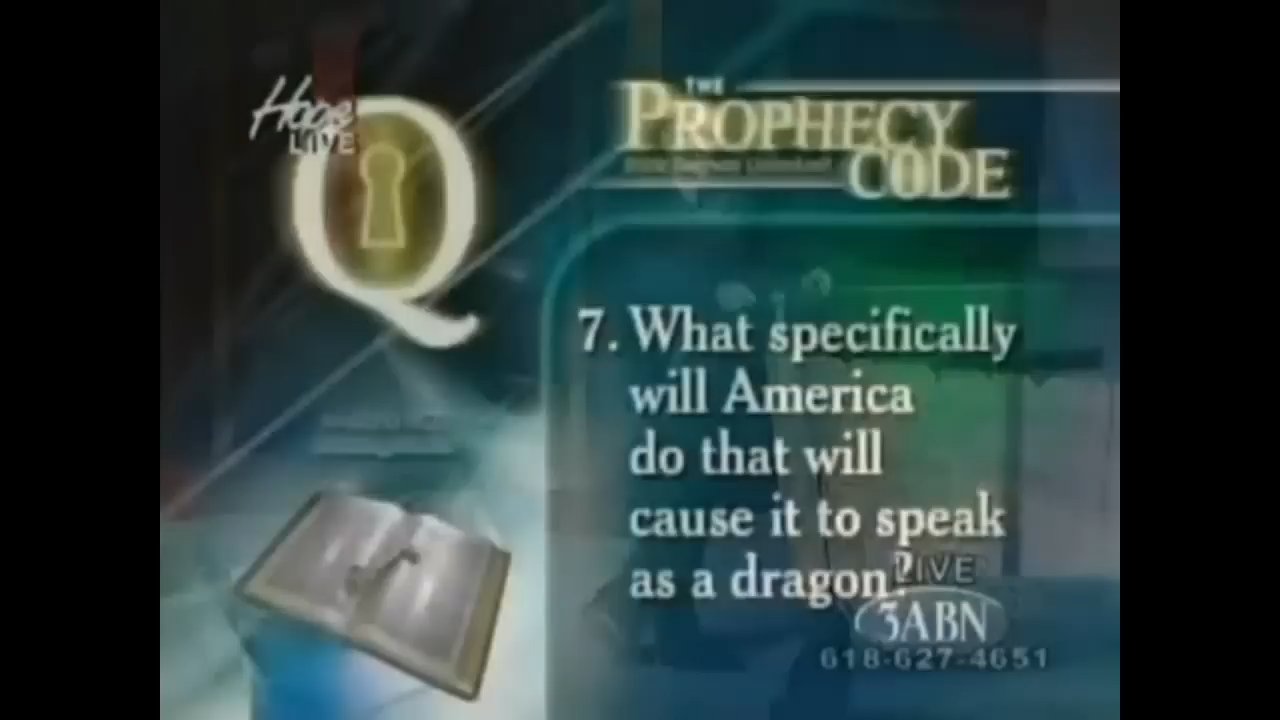 Hope
LIVE
Q
THE
PROPHECY
CODE
7. What specifically
will America
do that will
cause it to speak
as a dragon?
LIVE
3ABN
618-627-4651